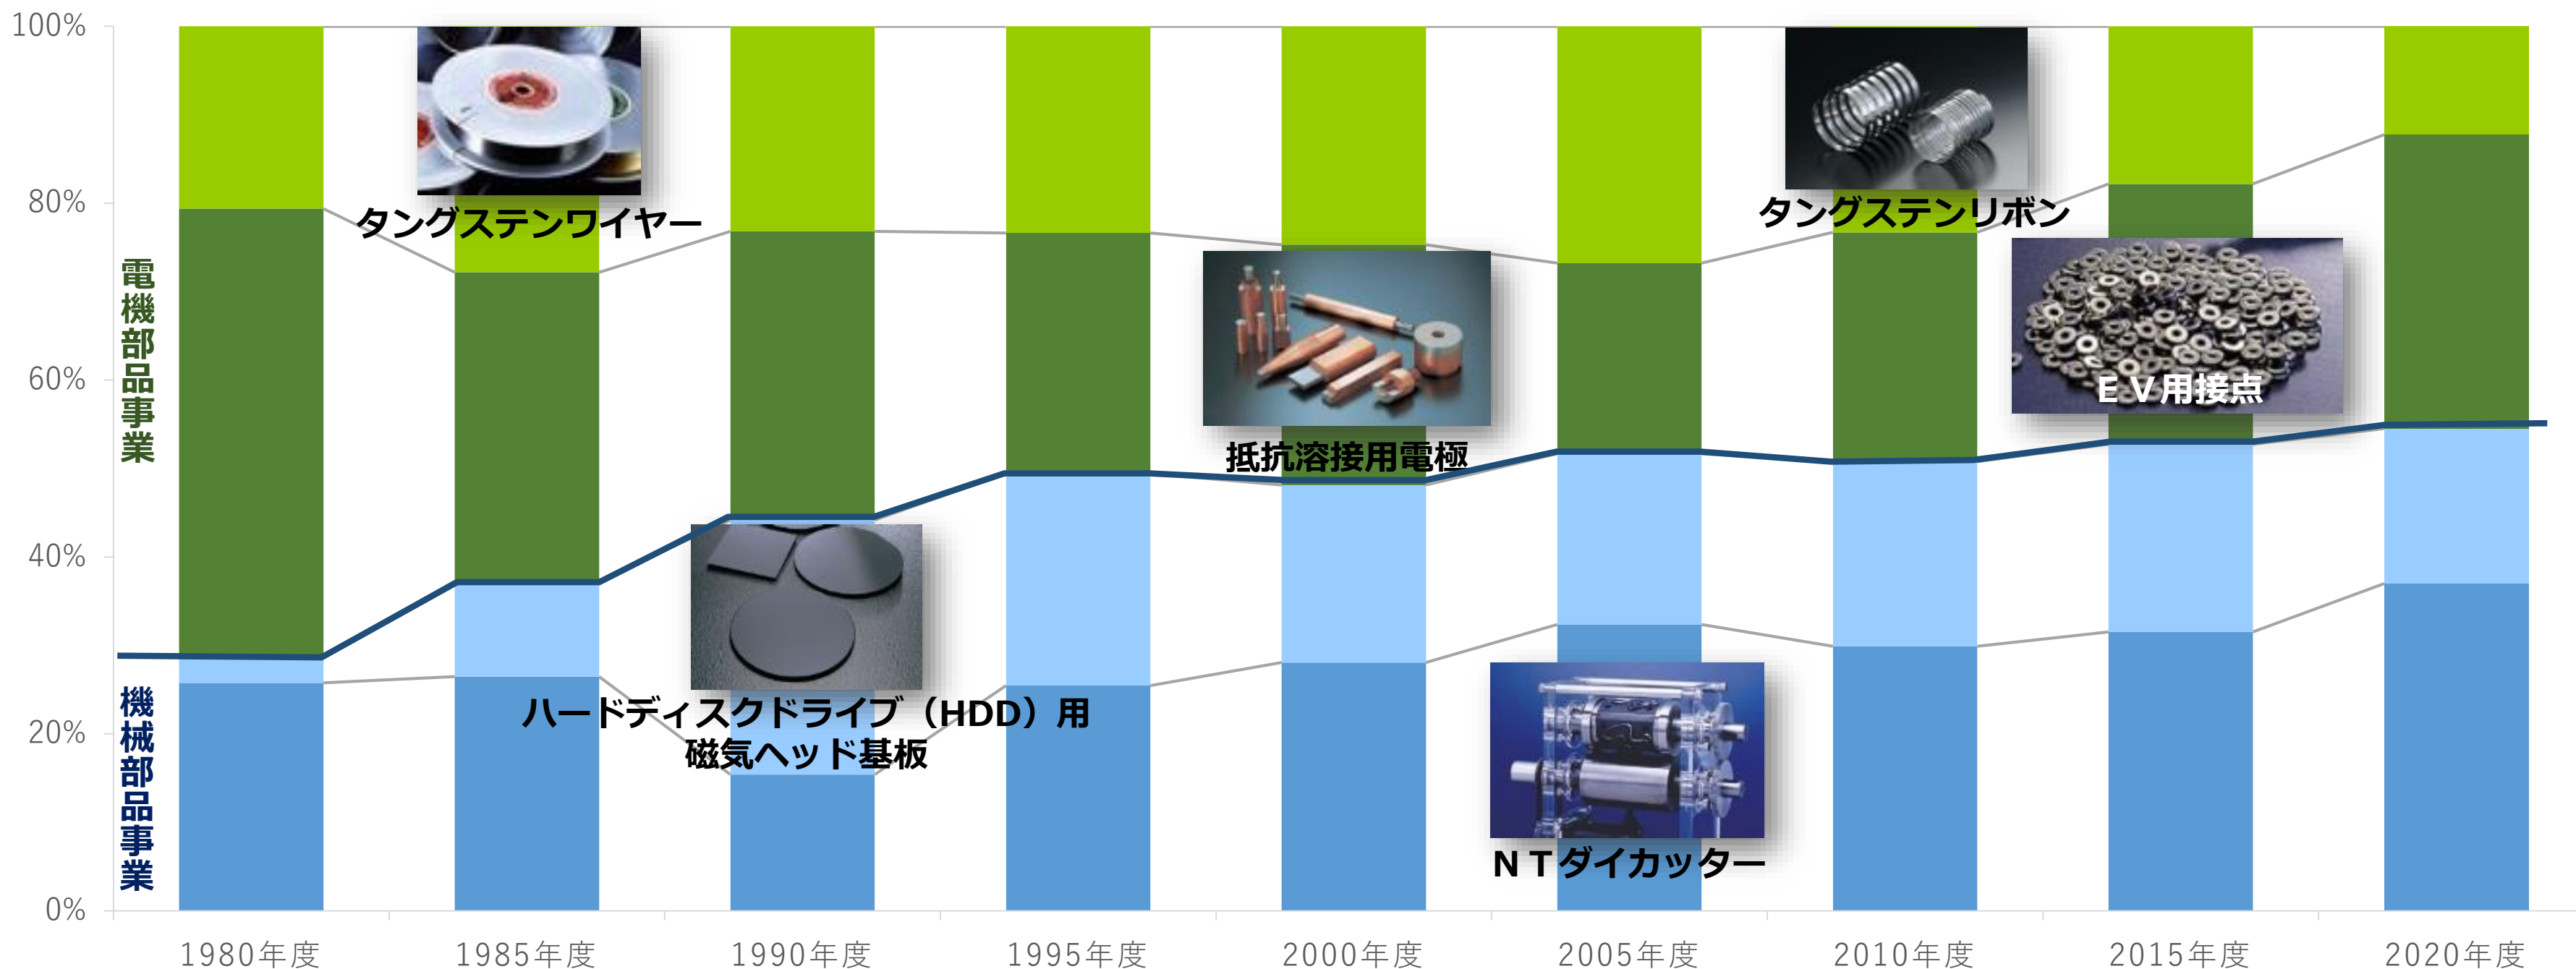 100%
80%
60%
40%
20%
0%
電機部品事業
機械部品事業
タングステンワイヤー
タングステンリボン
EV用接点
抵抗溶接用電極
ハードディスクドライブ（HDD）用
磁気ヘッド基板
NTダイカッター
1980年度
1985年度
1990年度
1995年度
2000年度
2005年度
2010年度
2015年度
2020年度